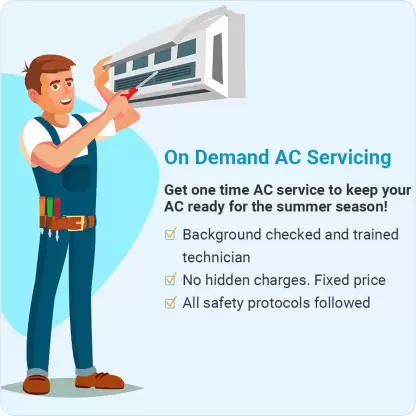 On Demand AC Servicing
Get one time AC service to keep your
AC ready for the summer season!
Background checked and trained
technician
No hidden charges. Fixed price
All safety protocols followed